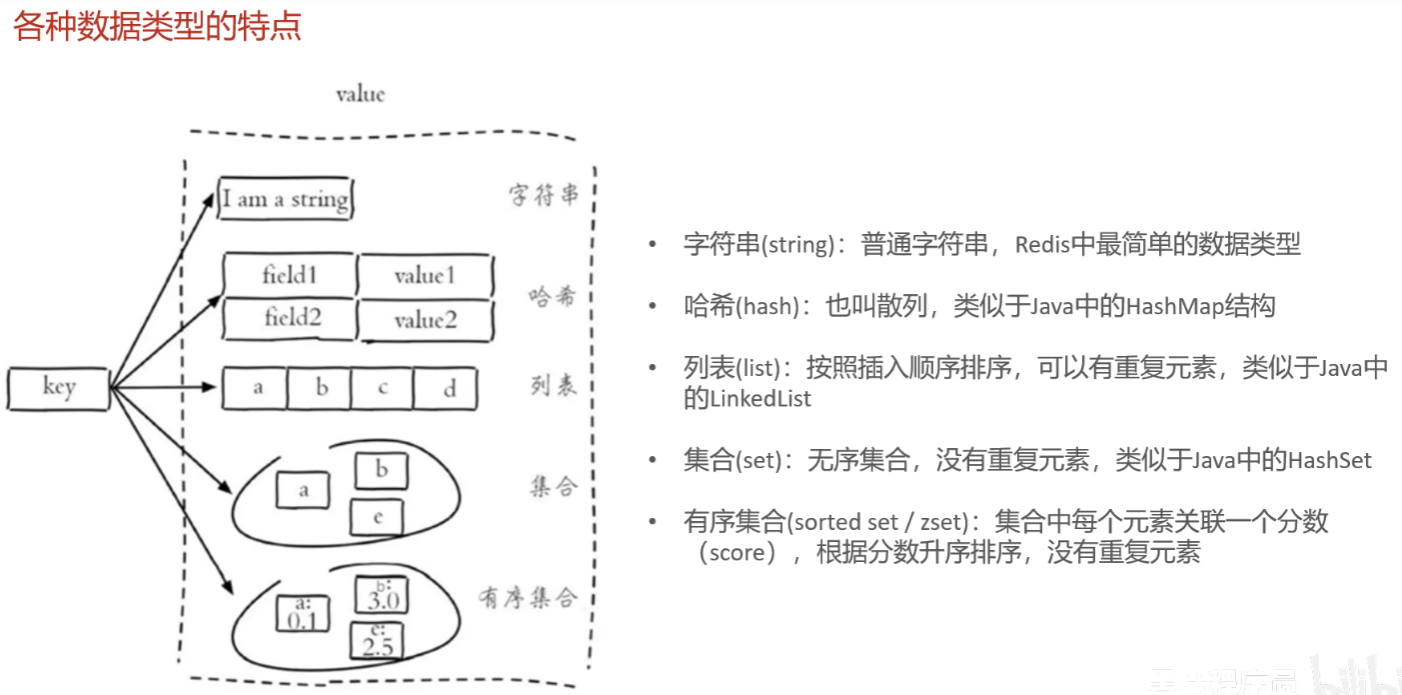 各种数据类型的特点
value
I am a string
字符串
field1
value1
哈希
field2
value2
key
a
b
c
d
列表
b
a
集合
e
b:
3.0
a:
0.1
有序集合
e:
2.5
• 字符串(string)：普通字符串，Redis中最简单的数据类型
• 哈希(hash)：也叫散列，类似于Java中的HashMap结构
• 列表(list)：按照插入顺序排序，可以有重复元素，类似于Java中
的LinkedList
• 集合(set)：无序集合，没有重复元素，类似于Java中的HashSet
• 有序集合(sorted set / zset)：集合中每个元素关联一个分数
（score），根据分数升序排序，没有重复元素
bilibili